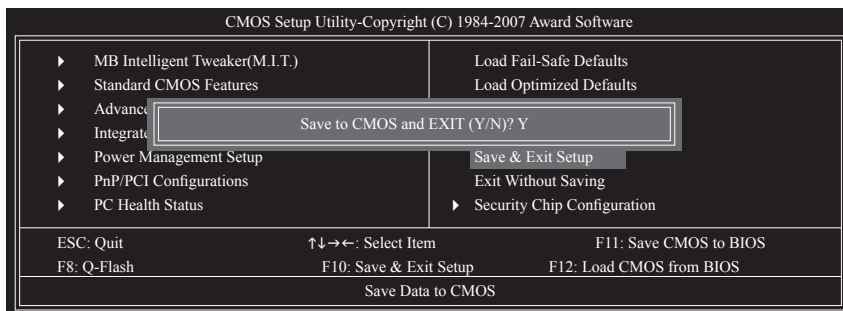 CMOS Setup Utility-Copyright (C) 1984-2007 Award Software
MB Intelligent Tweaker(M.I.T.)
Standard CMOS Features
Advance
Integrate
Power Management Setup
PnP/PCI Configurations
PC Health Status
Load Fail-Safe Defaults
Load Optimized Defaults
Save to CMOS and EXIT (Y/N)? Y
Save & Exit Setup
Exit Without Saving
Security Chip Configuration
ESC: Quit ↑↓→←: Select Item F11: Save CMOS to BIOS
F8: Q-Flash F10: Save & Exit Setup F12: Load CMOS from BIOS
Save Data to CMOS